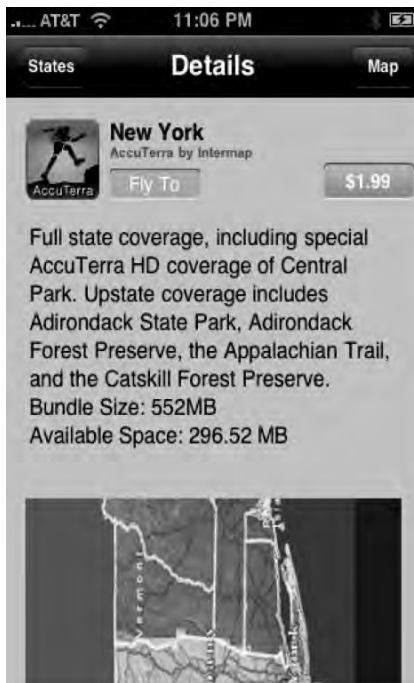 AT&T 11:06 PM
States Details Map
New York
AccuTerra by Intermap
AccuTerra
Fly To $1.99
Full state coverage, including special
AccuTerra HD coverage of Central
Park. Upstate coverage includes
Adirondack State Park, Adirondack
Forest Preserve, the Appalachian Trail,
and the Catskill Forest Preserve.
Bundle Size: 552MB
Available Space: 296.52 MB